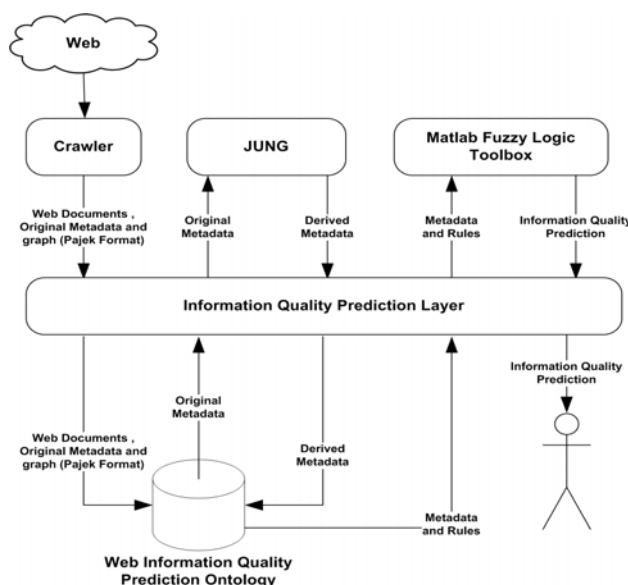 Web
Crawler
JUNG
Matlab Fuzzy Logic
Toolbox
Web Documents ,
Original Metadata and
graph (Pajek Format)
Original
Metadata
Derived
Metadata
Metadata
and Rules
Information Quality
Prediction
Information Quality Prediction Layer
Web Documents ,
Original Metadata and
graph (Pajek Format)
Original
Metadata
Derived
Metadata
Information Quality
Prediction
Metadata
and Rules
Web Information Quality
Prediction Ontology